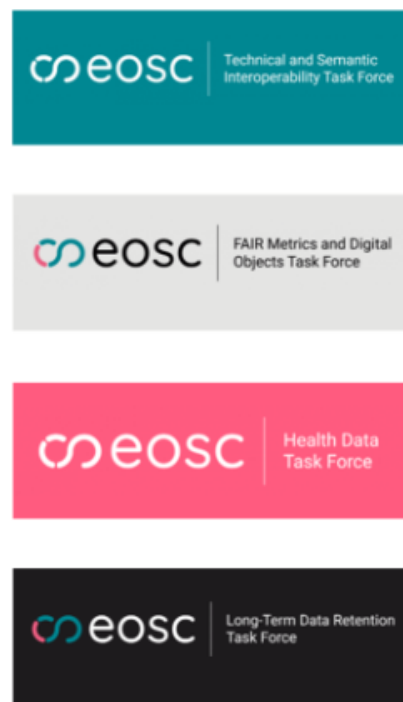 eosc
Technical and Semantic
Interoperability Task Force
eosc
FAIR Metrics and Digital
Objects Task Force
eosc
Health Data
Task Force
eosc
Long-Term Data Retention
Task Force